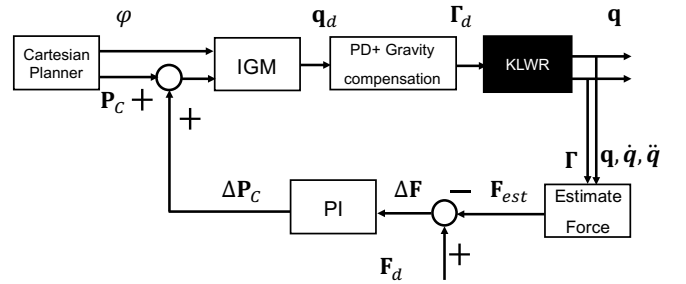 φ q_d Γ_d q
Cartesian Planner
IGM
PD+ Gravity compensation
KLWR
P_C + +
Γ q, q̇, q̈
ΔP_C PI ΔF − F_est
Estimate Force
F_d +